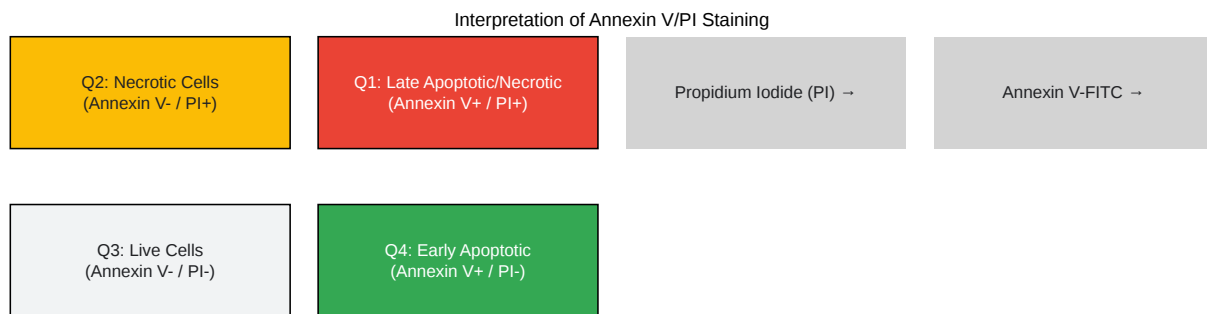 Interpretation of Annexin V/PI Staining
Q2: Necrotic Cells
(Annexin V- / PI+)
Q1: Late Apoptotic/Necrotic
(Annexin V+ / PI+)
Propidium Iodide (PI) →
Annexin V-FITC →
Q3: Live Cells
(Annexin V- / PI-)
Q4: Early Apoptotic
(Annexin V+ / PI-)